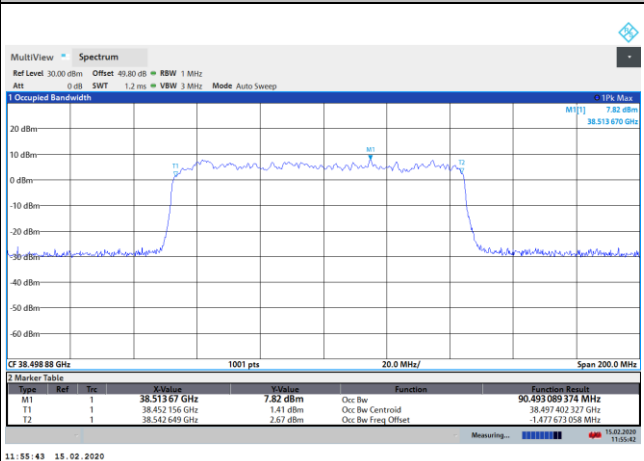 MultiView Spectrum
Ref Level 30.00 dBm Offset 49.80 dB RBW 1 MHz
Att 0 dB SWT 1.2 ms VBW 3 MHz Mode Auto Sweep
1 Occupied Bandwidth 1Pk Max
M1[1] 7.82 dBm
38.513 670 GHz
20 dBm
M1
10 dBm
T1 T2
0 dBm
-10 dBm
-20 dBm
-30 dBm
-40 dBm
-50 dBm
-60 dBm
CF 38.498 88 GHz 1001 pts 20.0 MHz/ Span 200.0 MHz
2 Marker Table
Type Ref Trc X-Value Y-Value Function Function Result
M1 1 38.513 67 GHz 7.82 dBm Occ Bw 90.493 089 374 MHz
T1 1 38.452 156 GHz 1.41 dBm Occ Bw Centroid 38.497 402 327 GHz
T2 1 38.542 649 GHz 2.67 dBm Occ Bw Freq Offset -1.477 673 058 MHz
Measuring... 15.02.2020
11:55:42
11:55:43 15.02.2020